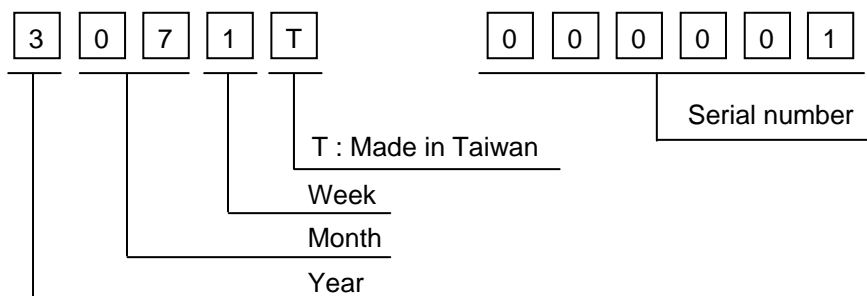 3 0 7 1 T 0 0 0 0 0 1
Serial number
T : Made in Taiwan
Week
Month
Year